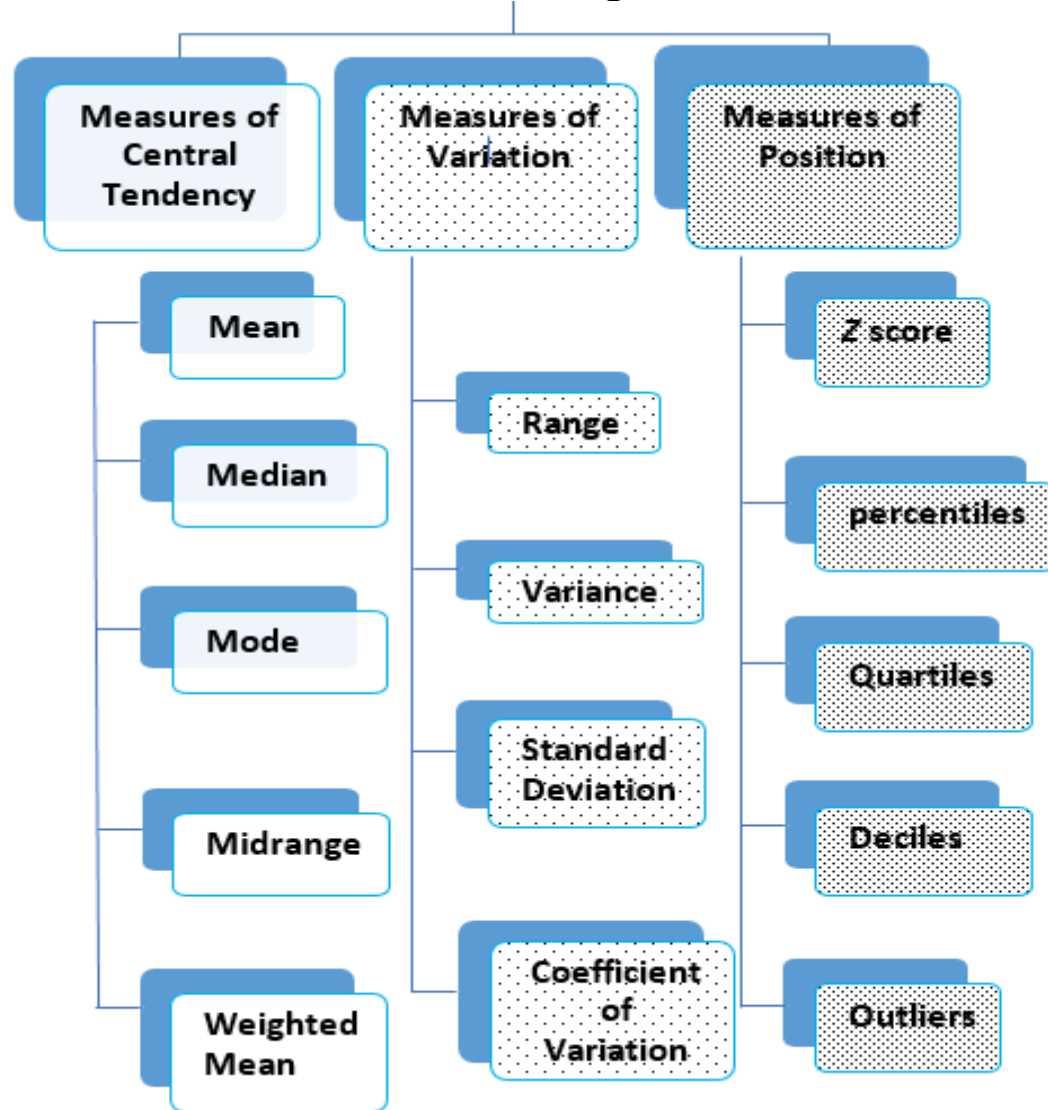 Measures of
Central
Tendency
Mean
Median
Mode
Midrange
Weighted
Mean
Measures of
Variation
Range
Variance
Standard
Deviation
Coefficient
of
Variation
Measures of
Position
Z score
percentiles
Quartiles
Deciles
Outliers